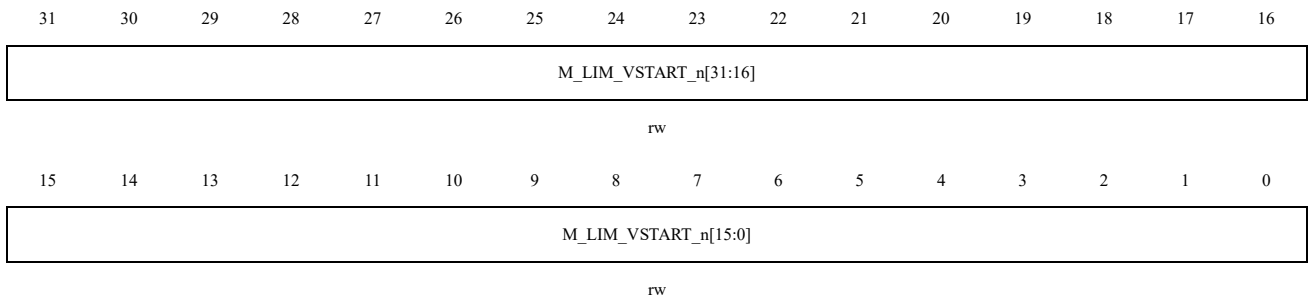 31 30 29 28 27 26 25 24 23 22 21 20 19 18 17 16
M_LIM_VSTART_n[31:16]
rw
15 14 13 12 11 10 9 8 7 6 5 4 3 2 1 0
M_LIM_VSTART_n[15:0]
rw